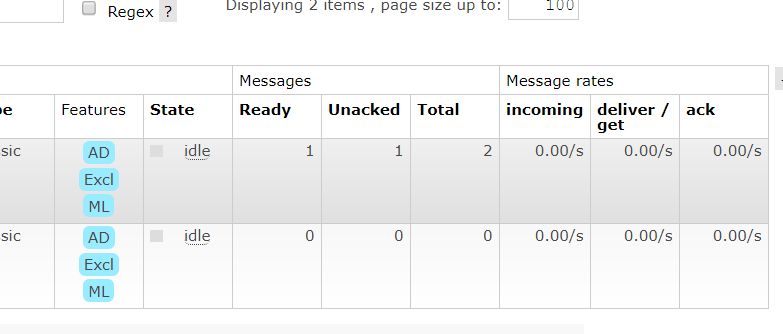 Regex ?
Displaying 2 items , page size up to: 100
Messages Message rates
pe Features State Ready Unacked Total incoming deliver / get ack
sic AD idle 1 1 2 0.00/s 0.00/s 0.00/s
Excl
ML
sic AD idle 0 0 0 0.00/s 0.00/s 0.00/s
Excl
ML